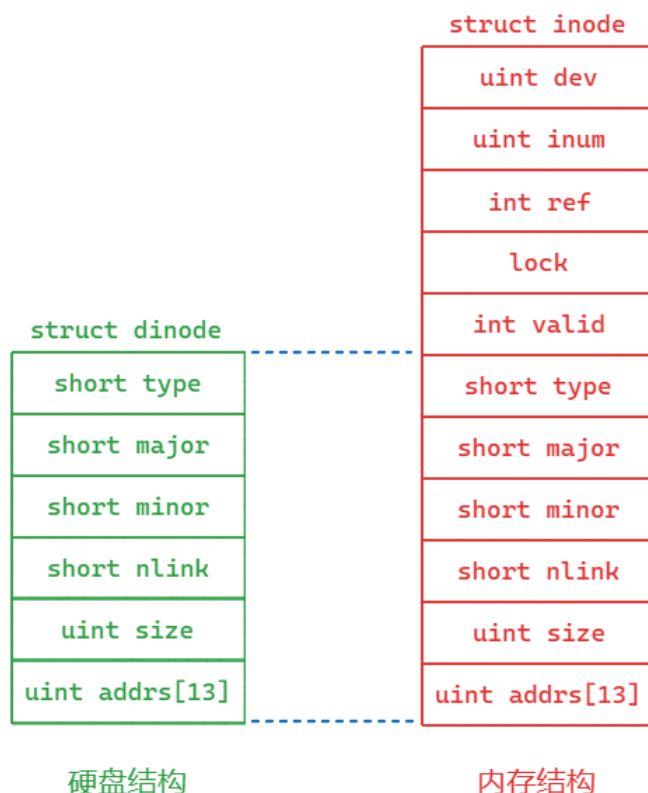 struct inode
uint dev
uint inum
int ref
lock
int valid
short type
short major
short minor
short nlink
uint size
uint addrs[13]
内存结构
struct dinode
short type
short major
short minor
short nlink
uint size
uint addrs[13]
硬盘结构